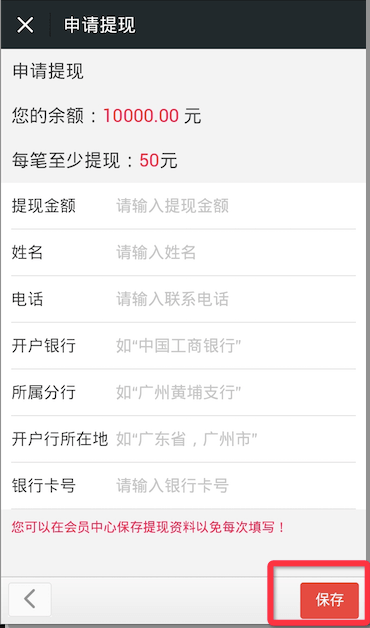 申请提现
申请提现
您的余额：10000.00 元
每笔至少提现：50元
提现金额 请输入提现金额
姓名 请输入姓名
电话 请输入联系电话
开户银行 如“中国工商银行”
所属分行 如“广州黄埔支行”
开户行所在地 如“广东省，广州市”
银行卡号 请输入银行卡号
您可以在会员中心保存提现资料以免每次填写！
保存